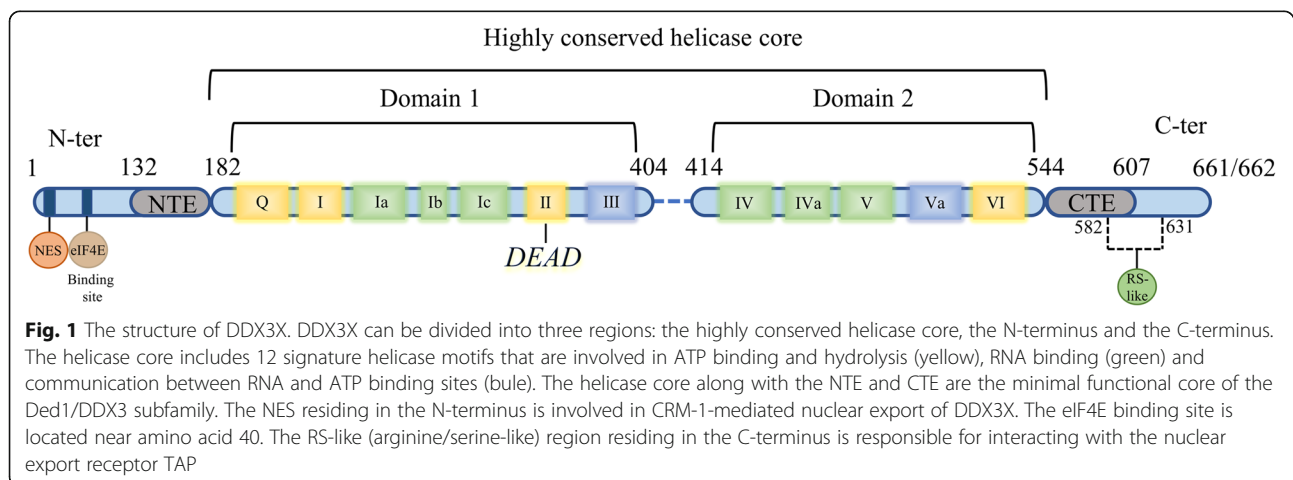 Highly conserved helicase core
Domain 1 Domain 2
N-ter C-ter
1 132 182 404 414 544 607 661/662
NTE Q I Ia Ib Ic II III IV IVa V Va VI CTE
582 631
NES eIF4E DEAD
Binding
site
RS-
like
Fig. 1 The structure of DDX3X. DDX3X can be divided into three regions: the highly conserved helicase core, the N-terminus and the C-terminus.
The helicase core includes 12 signature helicase motifs that are involved in ATP binding and hydrolysis (yellow), RNA binding (green) and
communication between RNA and ATP binding sites (bule). The helicase core along with the NTE and CTE are the minimal functional core of the
Ded1/DDX3 subfamily. The NES residing in the N-terminus is involved in CRM-1-mediated nuclear export of DDX3X. The eIF4E binding site is
located near amino acid 40. The RS-like (arginine/serine-like) region residing in the C-terminus is responsible for interacting with the nuclear
export receptor TAP